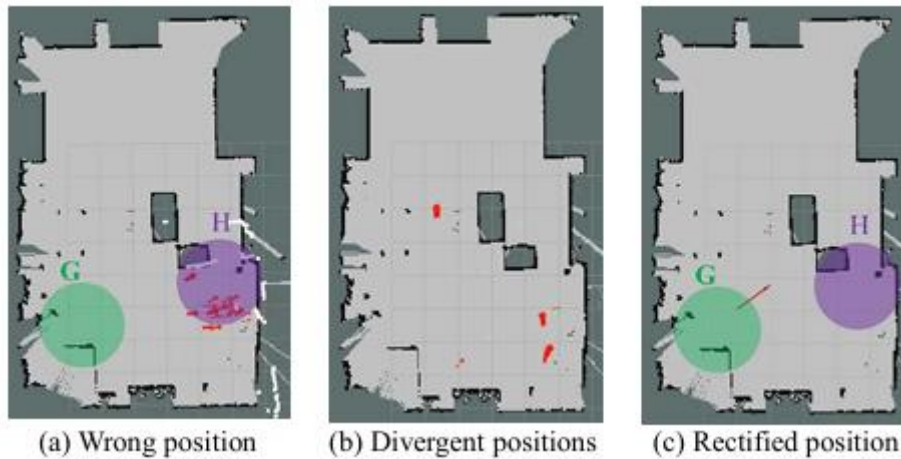 H
G
H
G
(a) Wrong position
(b) Divergent positions
(c) Rectified position